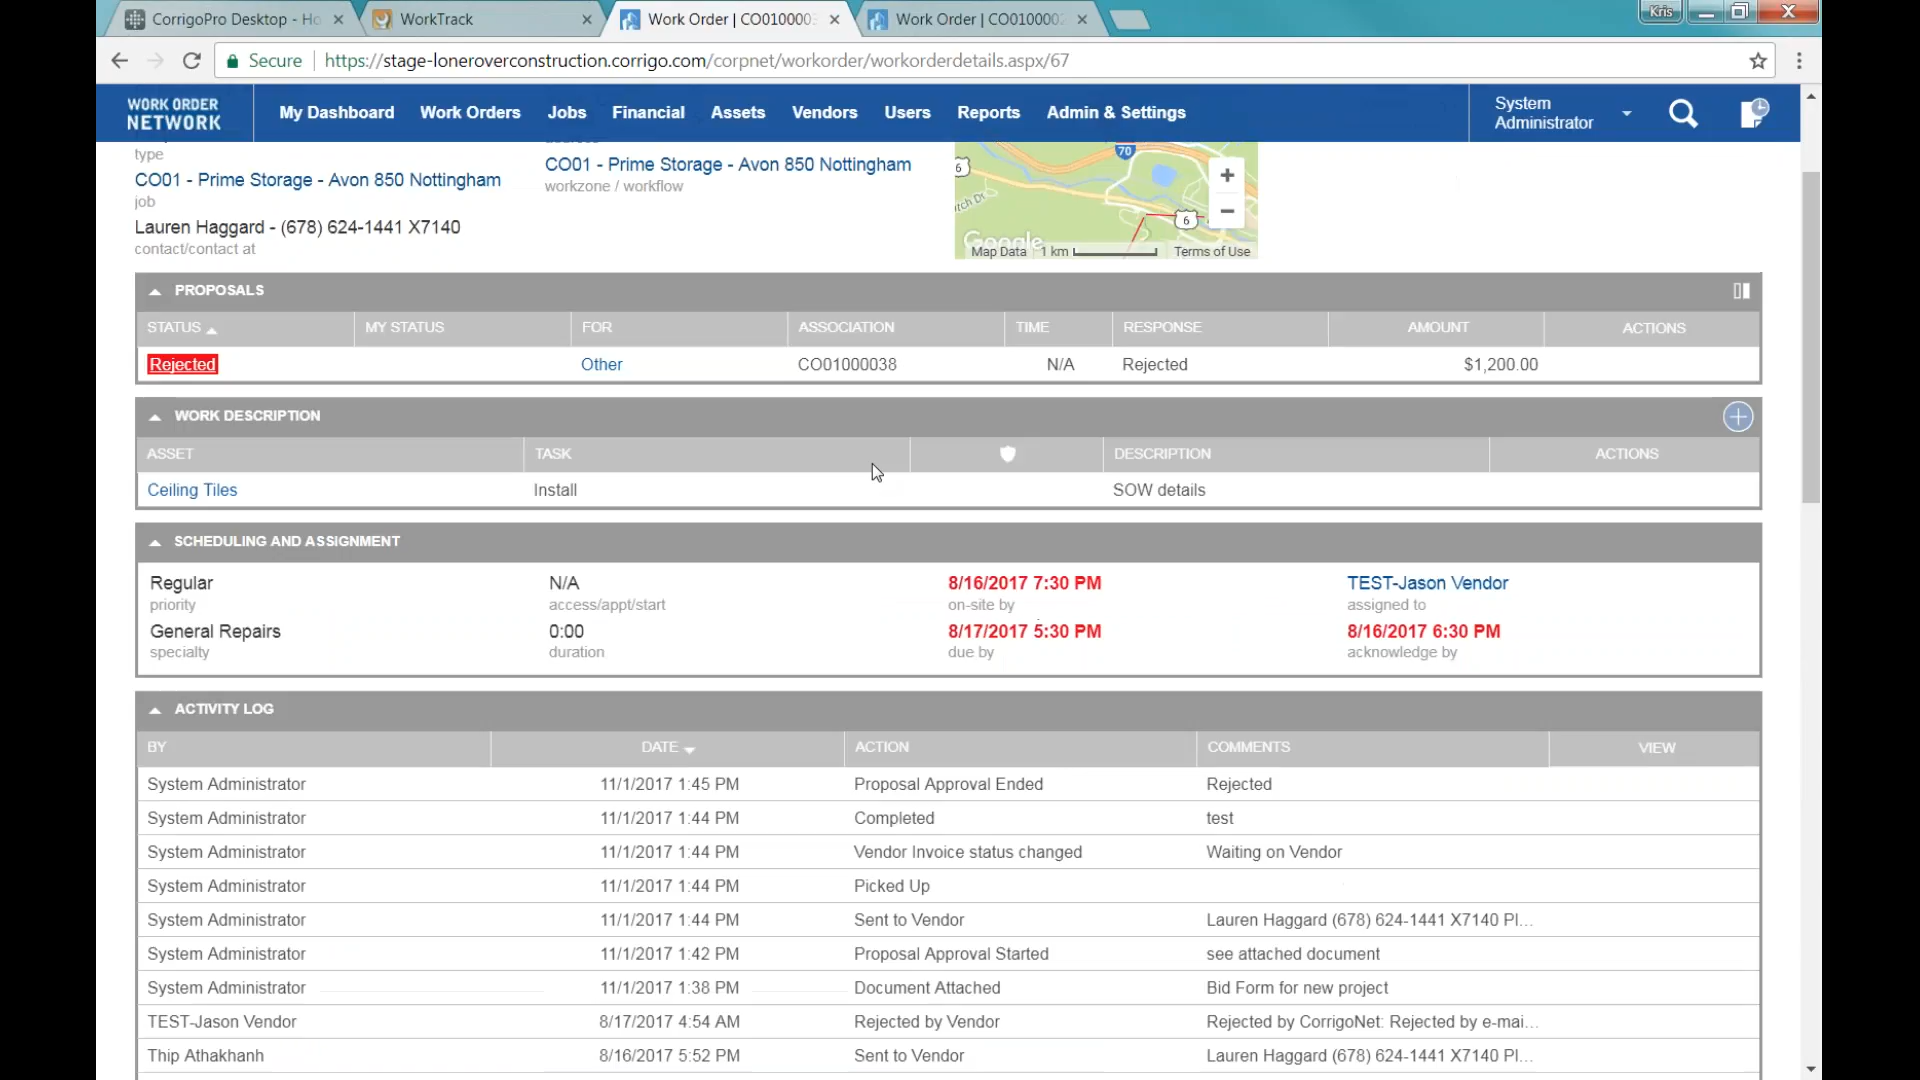 CorrigoPro Desktop - Ho
WorkTrack
Work Order | CO0100003
Work Order | CO0100002
Kris
Secure
https://stage-loneroverconstruction.corrigo.com/corpnet/workorder/workorderdetails.aspx/67
WORK ORDER
NETWORK
My Dashboard Work Orders Jobs Financial Assets Vendors Users Reports Admin & Settings
System
Administrator
type
CO01 - Prime Storage - Avon 850 Nottingham
job
Lauren Haggard - (678) 624-1441 X7140
contact/contact at
CO01 - Prime Storage - Avon 850 Nottingham
workzone / workflow
70
6
6
Google
Map Data 1 km Terms of Use
PROPOSALS
STATUS MY STATUS FOR ASSOCIATION TIME RESPONSE AMOUNT ACTIONS
Rejected Other CO01000038 N/A Rejected $1,200.00
WORK DESCRIPTION
ASSET TASK DESCRIPTION ACTIONS
Ceiling Tiles Install SOW details
SCHEDULING AND ASSIGNMENT
Regular N/A 8/16/2017 7:30 PM TEST-Jason Vendor
priority access/appt/start on-site by assigned to
General Repairs 0:00 8/17/2017 5:30 PM 8/16/2017 6:30 PM
specialty duration due by acknowledge by
ACTIVITY LOG
BY DATE ACTION COMMENTS VIEW
System Administrator 11/1/2017 1:45 PM Proposal Approval Ended Rejected
System Administrator 11/1/2017 1:44 PM Completed test
System Administrator 11/1/2017 1:44 PM Vendor Invoice status changed Waiting on Vendor
System Administrator 11/1/2017 1:44 PM Picked Up
System Administrator 11/1/2017 1:44 PM Sent to Vendor Lauren Haggard (678) 624-1441 X7140 Pl...
System Administrator 11/1/2017 1:42 PM Proposal Approval Started see attached document
System Administrator 11/1/2017 1:38 PM Document Attached Bid Form for new project
TEST-Jason Vendor 8/17/2017 4:54 AM Rejected by Vendor Rejected by CorrigoNet: Rejected by e-mai...
Thip Athakhanh 8/16/2017 5:52 PM Sent to Vendor Lauren Haggard (678) 624-1441 X7140 Pl...